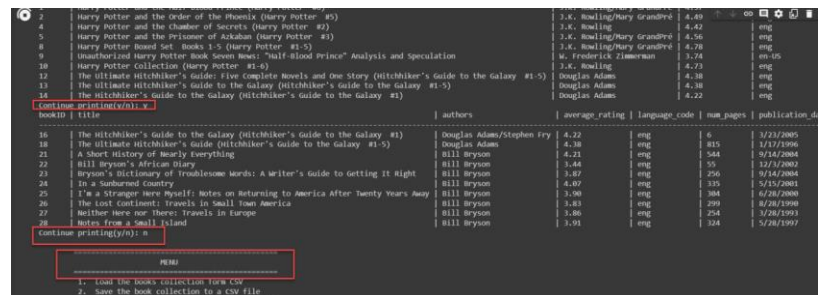 2 | Harry Potter and the Order of the Phoenix (Harry Potter #5) | J.K. Rowling/Mary GrandPré | 4.49 | eng
4 | Harry Potter and the Chamber of Secrets (Harry Potter #2) | J.K. Rowling | 4.42 | eng
5 | Harry Potter and the Prisoner of Azkaban (Harry Potter #3) | J.K. Rowling/Mary GrandPré | 4.56 | eng
8 | Harry Potter Boxed Set Books 1-5 (Harry Potter #1-5) | J.K. Rowling/Mary GrandPré | 4.78 | eng
9 | Unauthorized Harry Potter Book Seven News: "Half-Blood Prince" Analysis and Speculation | W. Frederick Zimmerman | 3.74 | en-US
10 | Harry Potter Collection (Harry Potter #1-6) | J.K. Rowling | 4.73 | eng
12 | The Ultimate Hitchhiker's Guide: Five Complete Novels and One Story (Hitchhiker's Guide to the Galaxy #1-5) | Douglas Adams | 4.38 | eng
13 | The Ultimate Hitchhiker's Guide to the Galaxy (Hitchhiker's Guide to the Galaxy #1-5) | Douglas Adams | 4.38 | eng
14 | The Hitchhiker's Guide to the Galaxy (Hitchhiker's Guide to the Galaxy #1) | Douglas Adams | 4.22 | eng
Continue printing(y/n): y
bookID | title | authors | average_rating | language_code | num_pages | publication_da
16 | The Hitchhiker's Guide to the Galaxy (Hitchhiker's Guide to the Galaxy #1) | Douglas Adams/Stephen Fry | 4.22 | eng | 6 | 3/23/2005
18 | The Ultimate Hitchhiker's Guide (Hitchhiker's Guide to the Galaxy #1-5) | Douglas Adams | 4.38 | eng | 815 | 1/17/1996
21 | A Short History of Nearly Everything | Bill Bryson | 4.21 | eng | 544 | 9/14/2004
22 | Bill Bryson's African Diary | Bill Bryson | 3.44 | eng | 55 | 12/3/2002
23 | Bryson's Dictionary of Troublesome Words: A Writer's Guide to Getting It Right | Bill Bryson | 3.87 | eng | 256 | 9/14/2004
24 | In a Sunburned Country | Bill Bryson | 4.07 | eng | 335 | 5/15/2001
25 | I'm a Stranger Here Myself: Notes on Returning to America After Twenty Years Away | Bill Bryson | 3.90 | eng | 304 | 6/28/2000
26 | The Lost Continent: Travels in Small Town America | Bill Bryson | 3.83 | eng | 299 | 8/28/1990
27 | Neither Here nor There: Travels in Europe | Bill Bryson | 3.86 | eng | 254 | 3/28/1993
28 | Notes from a Small Island | Bill Bryson | 3.91 | eng | 324 | 5/28/1997
Continue printing(y/n): n
MENU
1. Load the books collection form CSV
2. Save the book collection to a CSV file